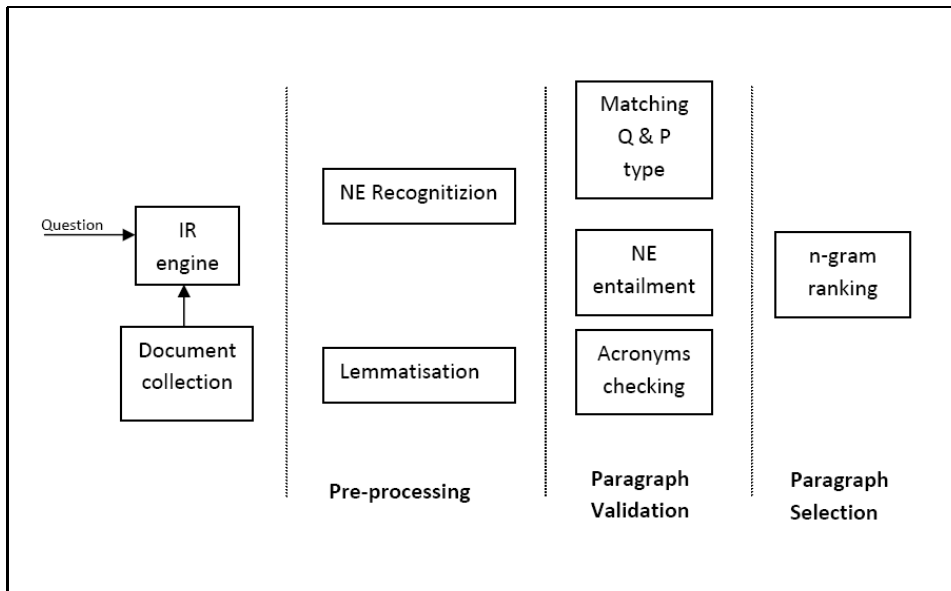 Question
IR
engine
Document
collection
NE Recognitizion
Lemmatisation
Pre-processing
Matching
Q & P
type
NE
entailment
Acronyms
checking
Paragraph
Validation
n-gram
ranking
Paragraph
Selection